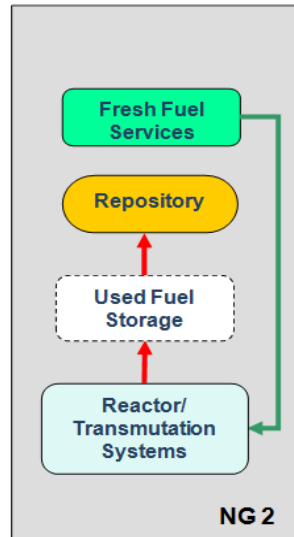 Fresh Fuel
Services
Repository
Used Fuel
Storage
Reactor/
Transmutation
Systems
NG 2